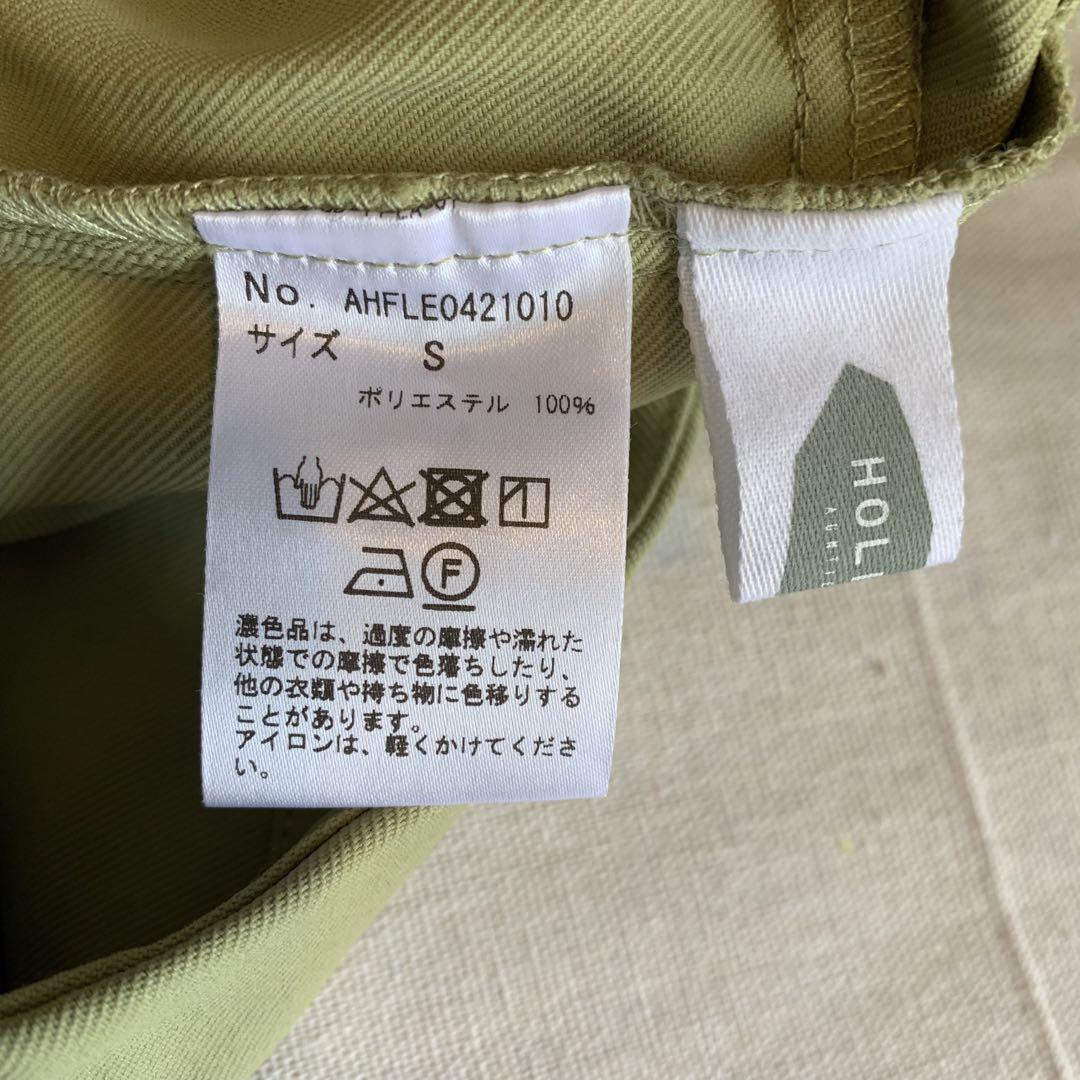 No. AHFLE0421010
サイズ S
ポリエステル 100%
F
濃色品は、過度の摩擦や濡れた
状態での摩擦で色落ちしたり、
他の衣類や持ち物に色移りする
ことがあります。
アイロンは、軽くかけてくださ
い。
HOL